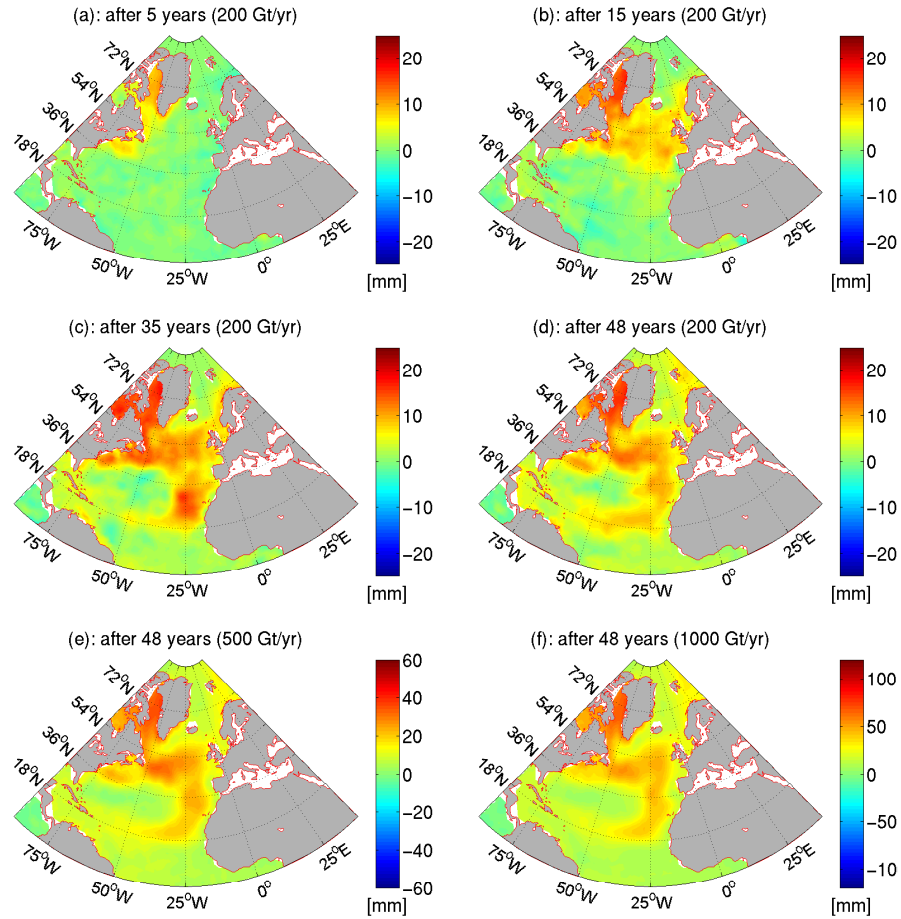 (a): after 5 years (200 Gt/yr)
72°N
54°N
36°N
18°N
75°W
50°W
25°W
0°
25°E
20
10
0
−10
−20
[mm]
(b): after 15 years (200 Gt/yr)
72°N
54°N
36°N
18°N
75°W
50°W
25°W
0°
25°E
20
10
0
−10
−20
[mm]
(c): after 35 years (200 Gt/yr)
72°N
54°N
36°N
18°N
75°W
50°W
25°W
0°
25°E
20
10
0
−10
−20
[mm]
(d): after 48 years (200 Gt/yr)
72°N
54°N
36°N
18°N
75°W
50°W
25°W
0°
25°E
20
10
0
−10
−20
[mm]
(e): after 48 years (500 Gt/yr)
72°N
54°N
36°N
18°N
75°W
50°W
25°W
0°
25°E
60
40
20
0
−20
−40
−60
[mm]
(f): after 48 years (1000 Gt/yr)
72°N
54°N
36°N
18°N
75°W
50°W
25°W
0°
25°E
100
50
0
−50
−10
[mm]